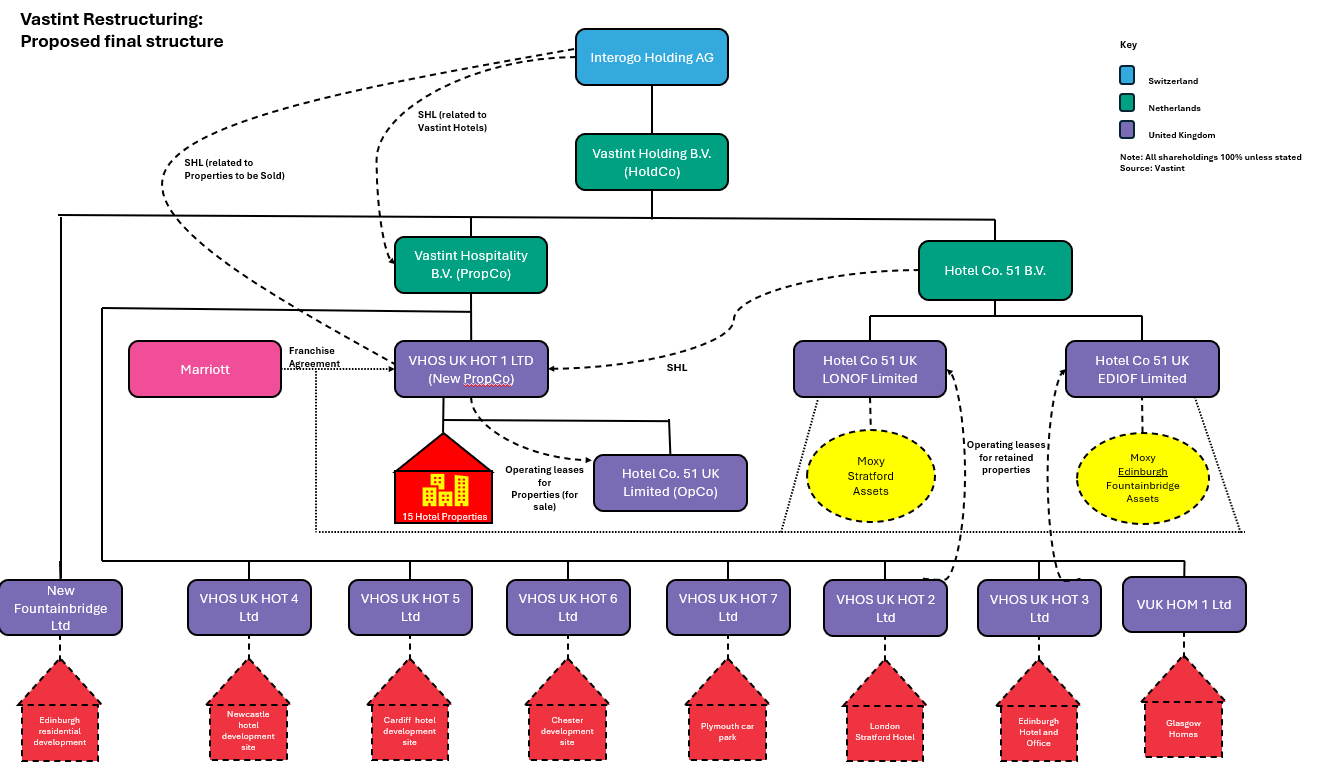 Vastint Restructuring:
Proposed final structure
Interogo Holding AG
Key
Switzerland
Netherlands
United Kingdom
Note: All shareholdings 100% unless stated
Source: Vastint
SHL (related to
Vastint Hotels)
SHL (related to
Properties to be Sold)
Vastint Holding B.V.
(HoldCo)
Vastint Hospitality
B.V. (PropCo)
Hotel Co. 51 B.V.
Marriott
Franchise
Agreement
VHOS UK HOT 1 LTD
(New PropCo)
SHL
Hotel Co 51 UK
LONOF Limited
Hotel Co 51 UK
EDIOF Limited
15 Hotel Properties
Operating leases
for
Properties (for
sale)
Hotel Co. 51 UK
Limited (OpCo)
Moxy
Stratford
Assets
Operating leases
for retained
properties
Moxy
Edinburgh
Fountainbridge
Assets
New
Fountainbridge
Ltd
VHOS UK HOT 4
Ltd
VHOS UK HOT 5
Ltd
VHOS UK HOT 6
Ltd
VHOS UK HOT 7
Ltd
VHOS UK HOT 2
Ltd
VHOS UK HOT 3
Ltd
VUK HOM 1 Ltd
Edinburgh
residential
development
Newcastle
hotel
development
site
Cardiff hotel
development
site
Chester
development
site
Plymouth car
park
London
Stratford Hotel
Edinburgh
Hotel and
Office
Glasgow
Homes